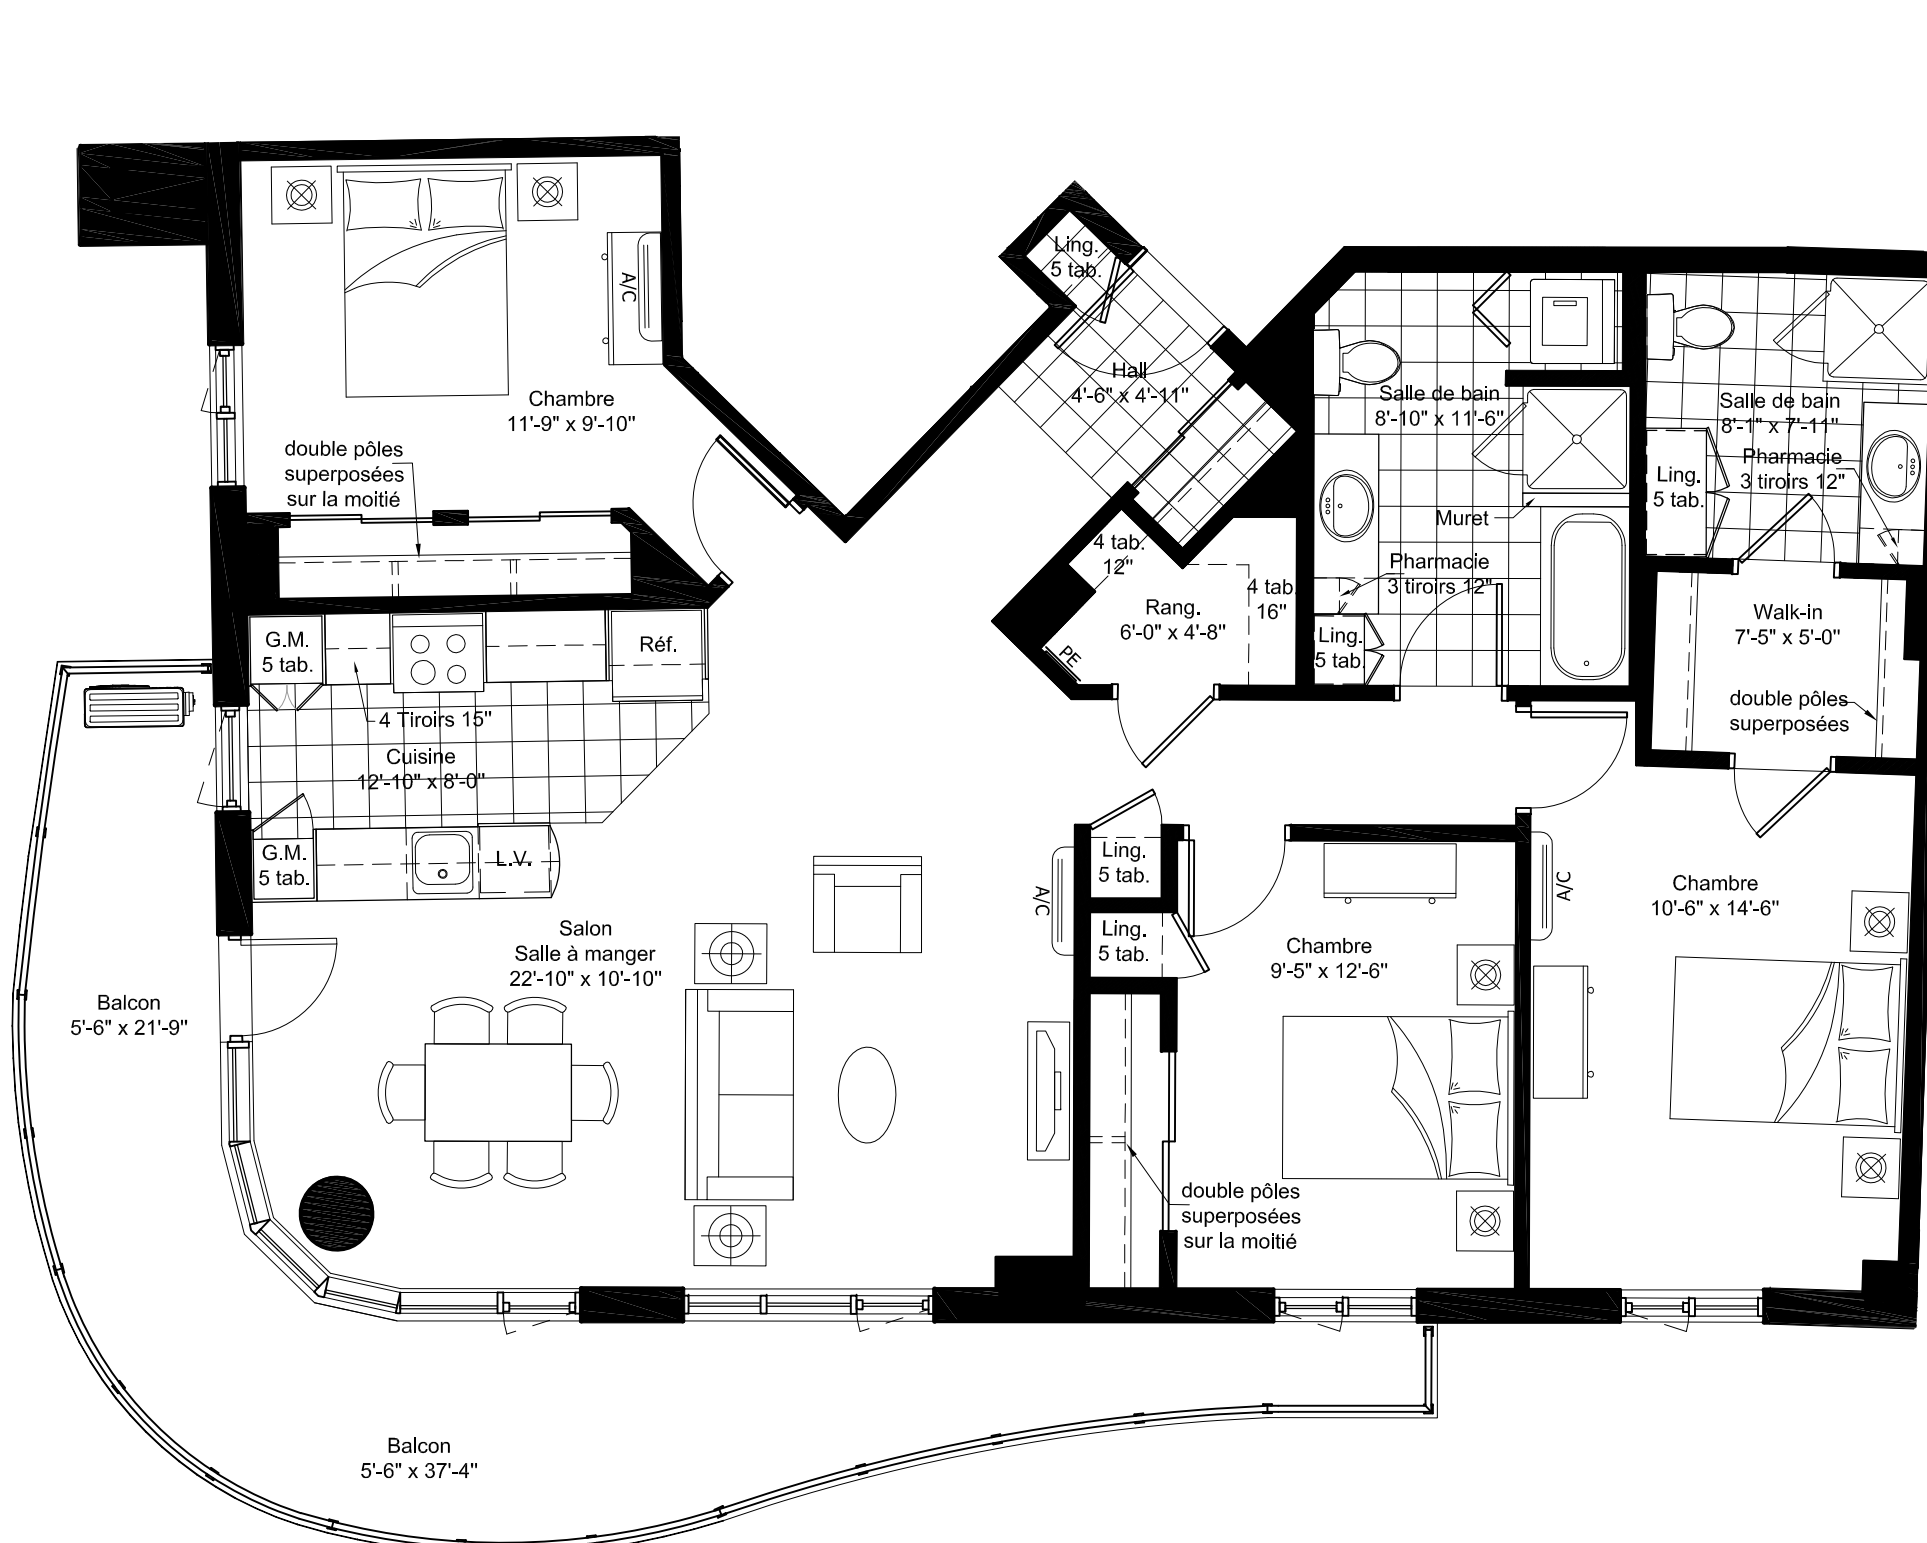 Ling.
5 tab.
A/C
Hall
4'-6" x 4'-11"
Chambre
11'-9" x 9'-10"
double pôles
superposées
sur la moitié
Salle de bain
8'-10" x 11'-6"
Salle de bain
8'-1" x 7'-11"
Pharmacie
3 tiroirs 12"
Ling.
5 tab.
Muret
4 tab.
12"
Pharmacie
3 tiroirs 12"
4 tab.
16"
Rang.
6'-0" x 4'-8"
PE
Ling.
5 tab.
Walk-in
7'-5" x 5'-0"
double pôles
superposées
G.M.
5 tab.
Réf.
4 Tiroirs 15"
Cuisine
12'-10" x 8'-0"
G.M.
5 tab.
L.V.
A/C
Ling.
5 tab.
Ling.
5 tab.
A/C
Chambre
10'-6" x 14'-6"
Salon
Salle à manger
22'-10" x 10'-10"
Chambre
9'-5" x 12'-6"
Balcon
5'-6" x 21'-9"
double pôles
superposées
sur la moitié
Balcon
5'-6" x 37'-4"